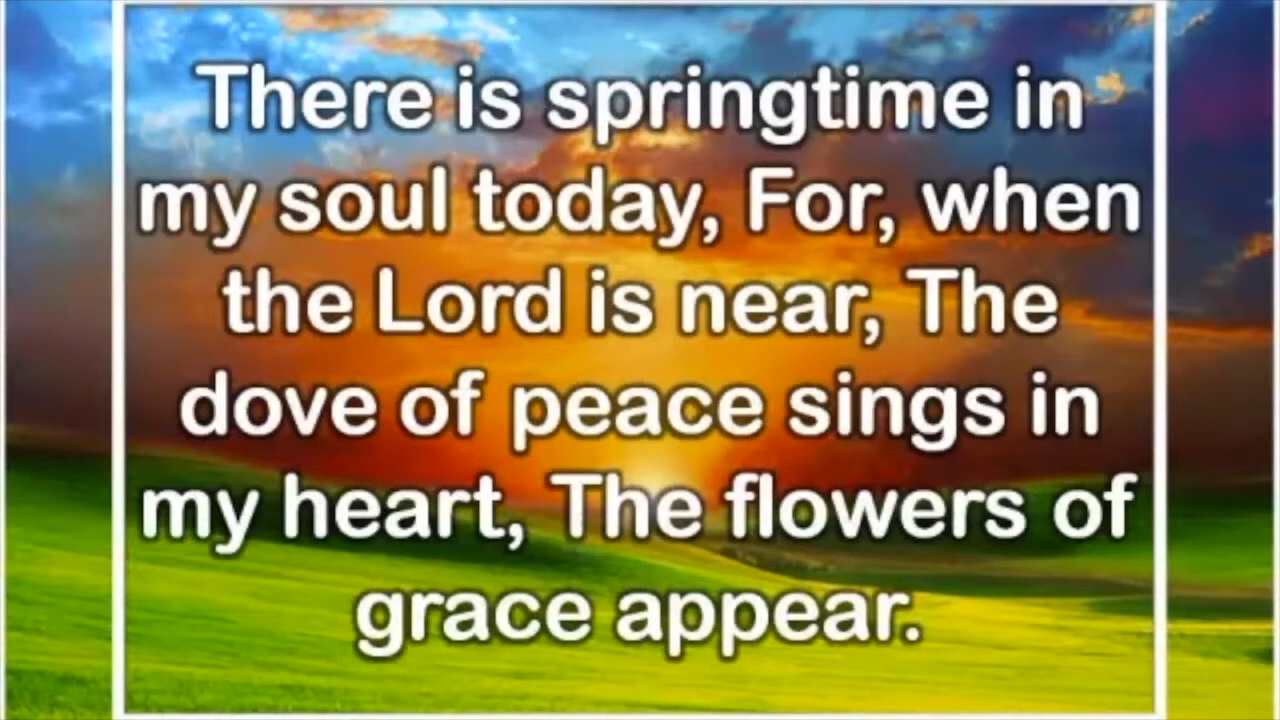 There is springtime in
my soul today, For, when
the Lord is near, The
dove of peace sings in
my heart, The flowers of
grace appear.